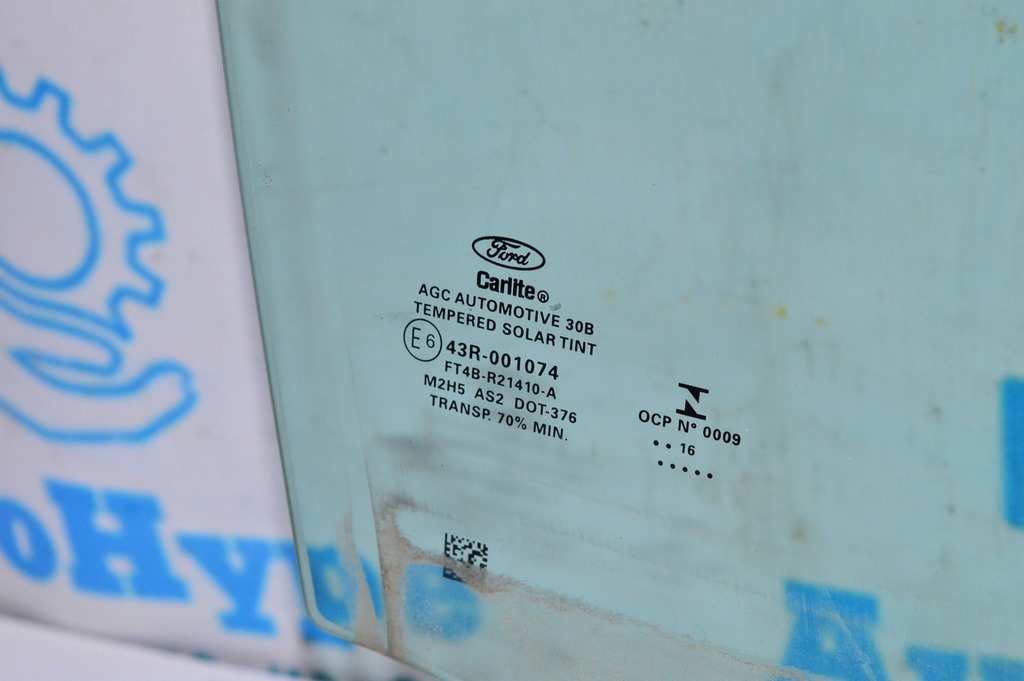 Ford
Carlite®
AGC AUTOMOTIVE 30B
TEMPERED SOLAR TINT
E6 43R-001074
FT4B-R21410-A
M2H5 AS2 DOT-376
TRANSP. 70% MIN.
OCP N° 0009
• • 16
• • • • •
oHype